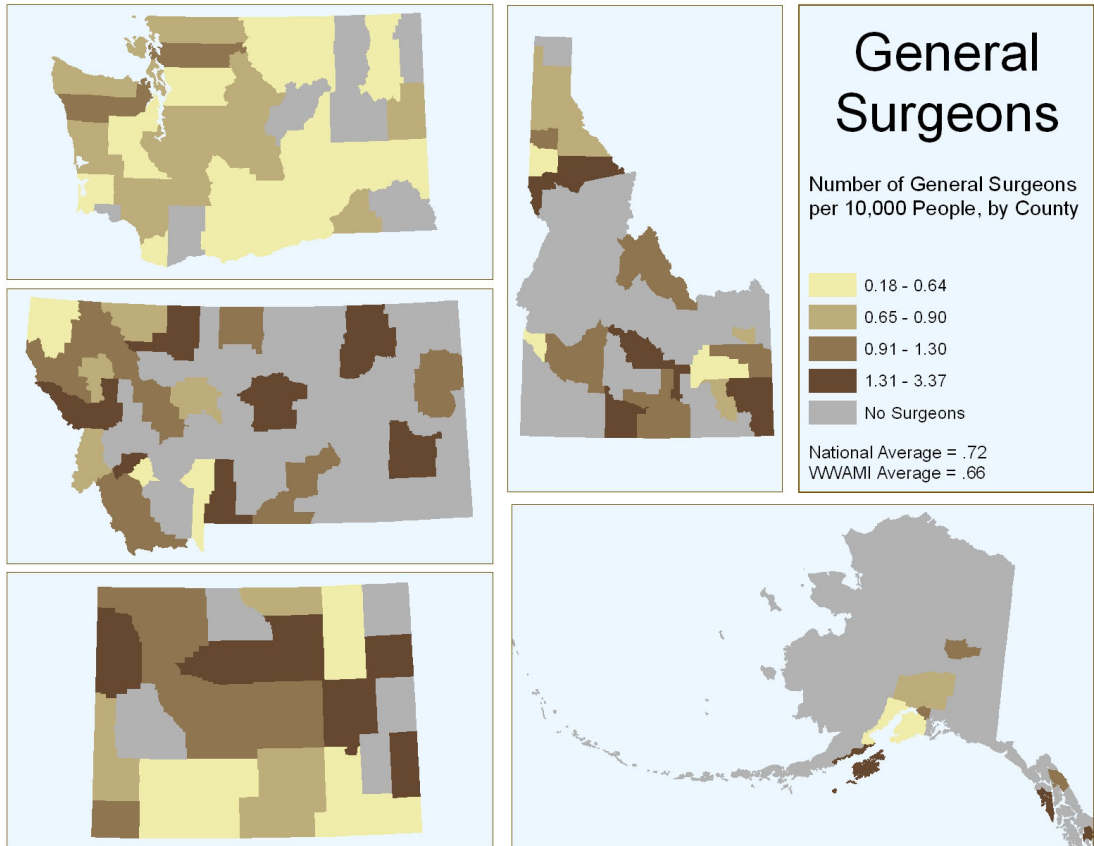 General
Surgeons
Number of General Surgeons
per 10,000 People, by County
0.18 - 0.64
0.65 - 0.90
0.91 - 1.30
1.31 - 3.37
No Surgeons
National Average = .72
WWAMI Average = .66